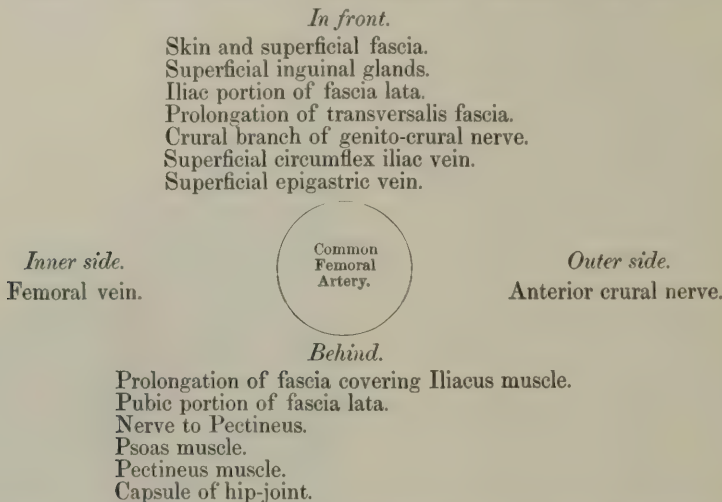 In front.
Skin and superficial fascia.
Superficial inguinal glands.
Iliac portion of fascia lata.
Prolongation of transversalis fascia.
Crural branch of genito-crural nerve.
Superficial circumflex iliac vein.
Superficial epigastric vein.
Inner side.
Femoral vein.
Common
Femoral
Artery.
Outer side.
Anterior crural nerve.
Behind.
Prolongation of fascia covering Iliacus muscle.
Pubic portion of fascia lata.
Nerve to Pectineus.
Psoas muscle.
Pectineus muscle.
Capsule of hip-joint.